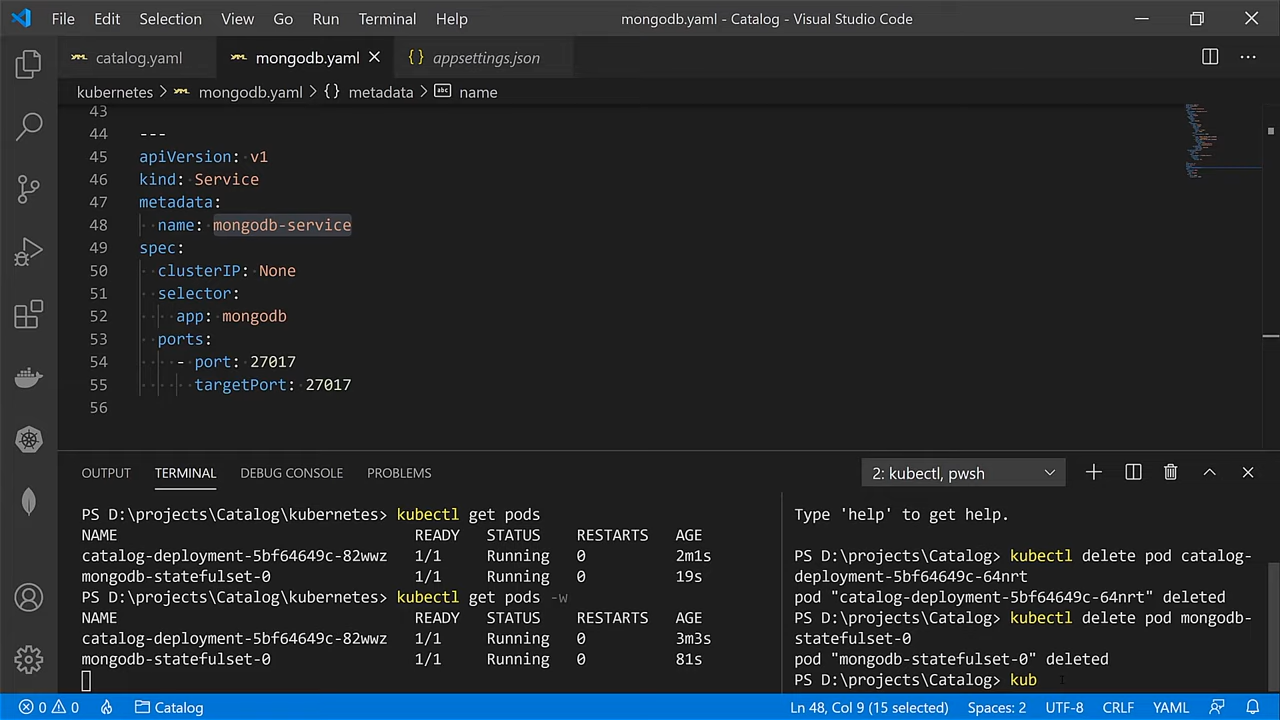 File Edit Selection View Go Run Terminal Help mongodb.yaml - Catalog - Visual Studio Code
catalog.yaml mongodb.yaml appsettings.json
kubernetes > mongodb.yaml > {} metadata > abc name
43
44 ---
45 apiVersion: v1
46 kind: Service
47 metadata:
48 name: mongodb-service
49 spec:
50 clusterIP: None
51 selector:
52 app: mongodb
53 ports:
54 - port: 27017
55 targetPort: 27017
56
OUTPUT TERMINAL DEBUG CONSOLE PROBLEMS 2: kubectl, pwsh
PS D:\projects\Catalog\kubernetes> kubectl get pods
NAME READY STATUS RESTARTS AGE
catalog-deployment-5bf64649c-82wwz 1/1 Running 0 2m1s
mongodb-statefulset-0 1/1 Running 0 19s
PS D:\projects\Catalog\kubernetes> kubectl get pods -w
NAME READY STATUS RESTARTS AGE
catalog-deployment-5bf64649c-82wwz 1/1 Running 0 3m3s
mongodb-statefulset-0 1/1 Running 0 81s
Type 'help' to get help.
PS D:\projects\Catalog> kubectl delete pod catalog-
deployment-5bf64649c-64nrt
pod "catalog-deployment-5bf64649c-64nrt" deleted
PS D:\projects\Catalog> kubectl delete pod mongodb-
statefulset-0
pod "mongodb-statefulset-0" deleted
PS D:\projects\Catalog> kub
0 0 Catalog Ln 48, Col 9 (15 selected) Spaces: 2 UTF-8 CRLF YAML